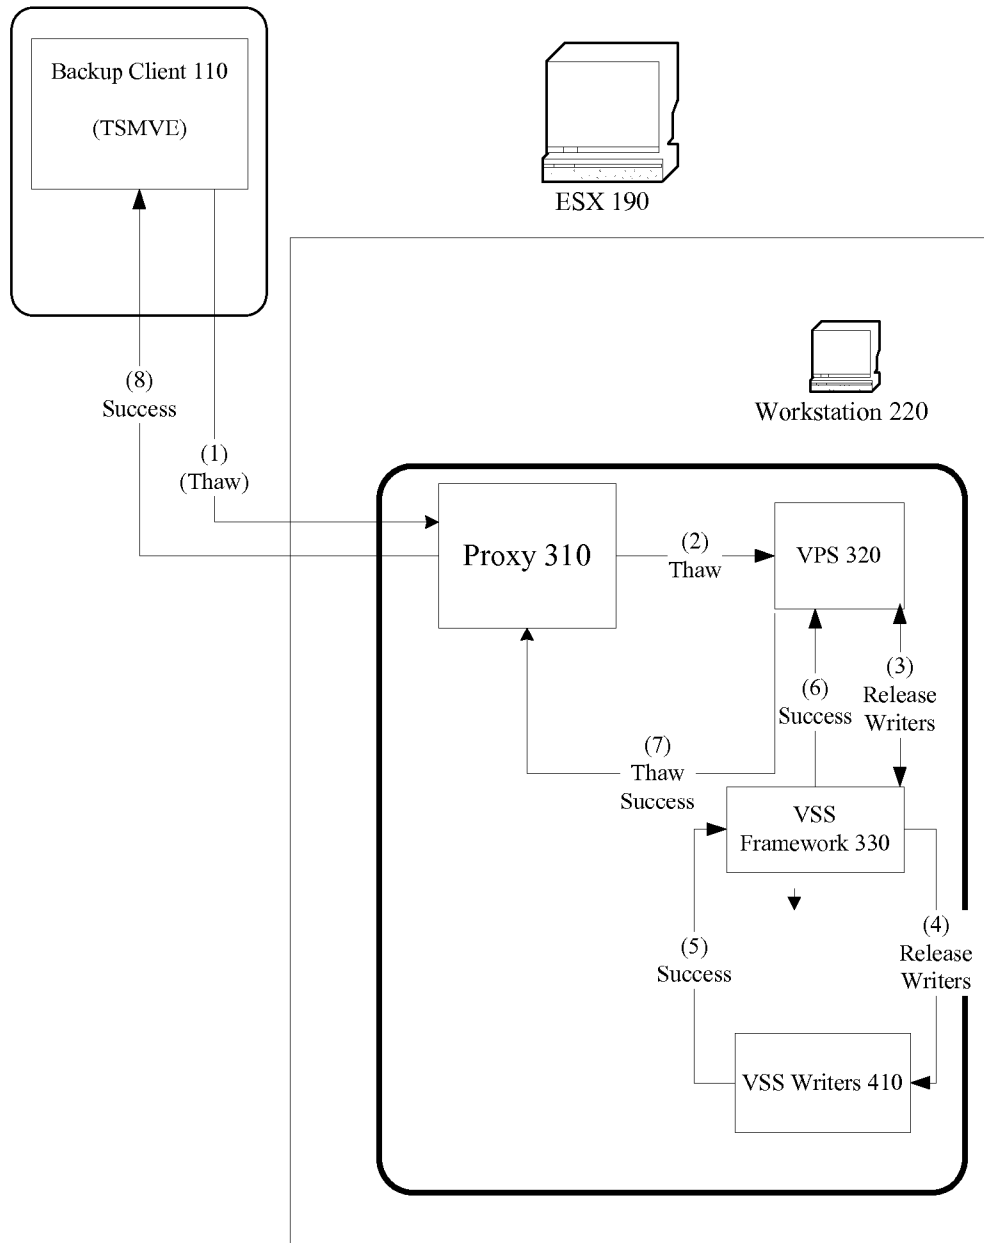 Backup Client 110
(TSMVE)
ESX 190
Workstation 220
(8)
Success
(1)
(Thaw)
Proxy 310
(2)
Thaw
VPS 320
(3)
Release
Writers
(6)
Success
(7)
Thaw
Success
VSS
Framework 330
(4)
Release
Writers
(5)
Success
VSS Writers 410